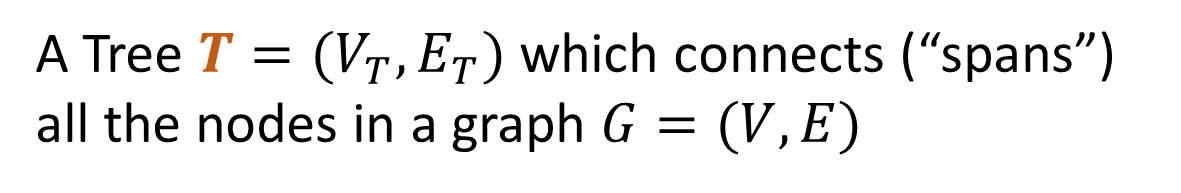 A Tree T = (V_T, E_T) which connects (“spans”)
all the nodes in a graph G = (V, E)